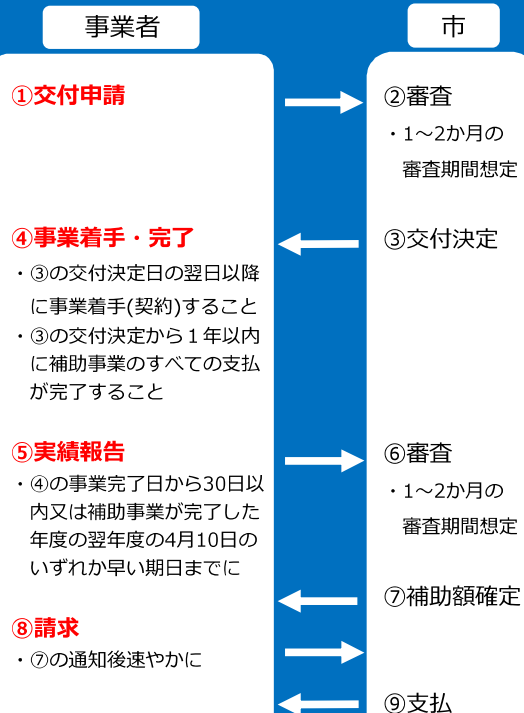 事業者
市
①交付申請
②審査
・1～2か月の
審査期間想定
④事業着手・完了
・③の交付決定日の翌日以降
に事業着手(契約)すること
・③の交付決定から１年以内
に補助事業のすべての支払
が完了すること
③交付決定
⑤実績報告
・④の事業完了日から30日以
内又は補助事業が完了した
年度の翌年度の4月10日の
いずれか早い期日までに
⑥審査
・1～2か月の
審査期間想定
⑦補助額確定
⑧請求
・⑦の通知後速やかに
⑨支払